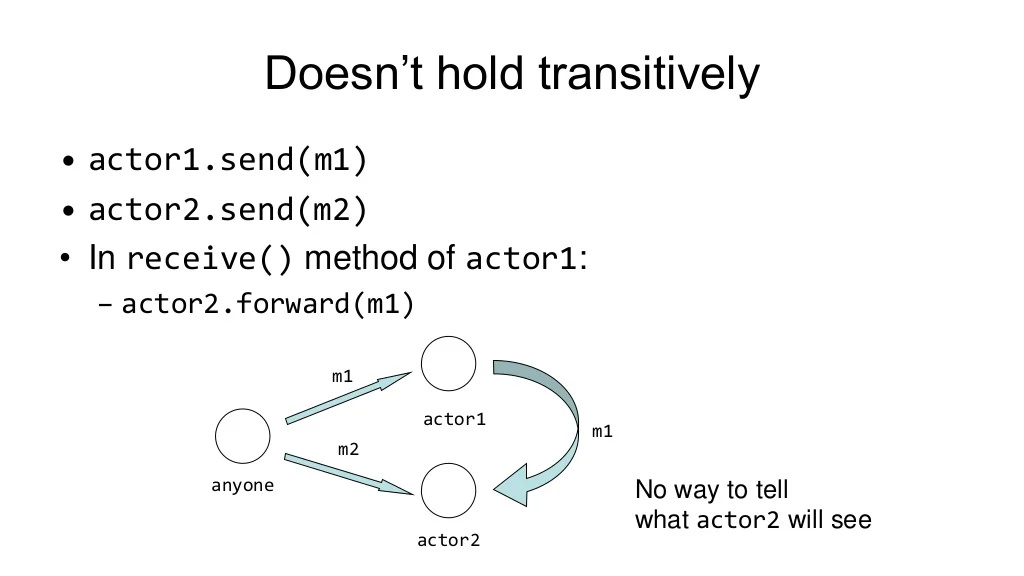 Doesn’t hold transitively
• actor1.send(m1)
• actor2.send(m2)
• In receive() method of actor1:
– actor2.forward(m1)
m1
actor1
m1
m2
anyone
No way to tell
what actor2 will see
actor2